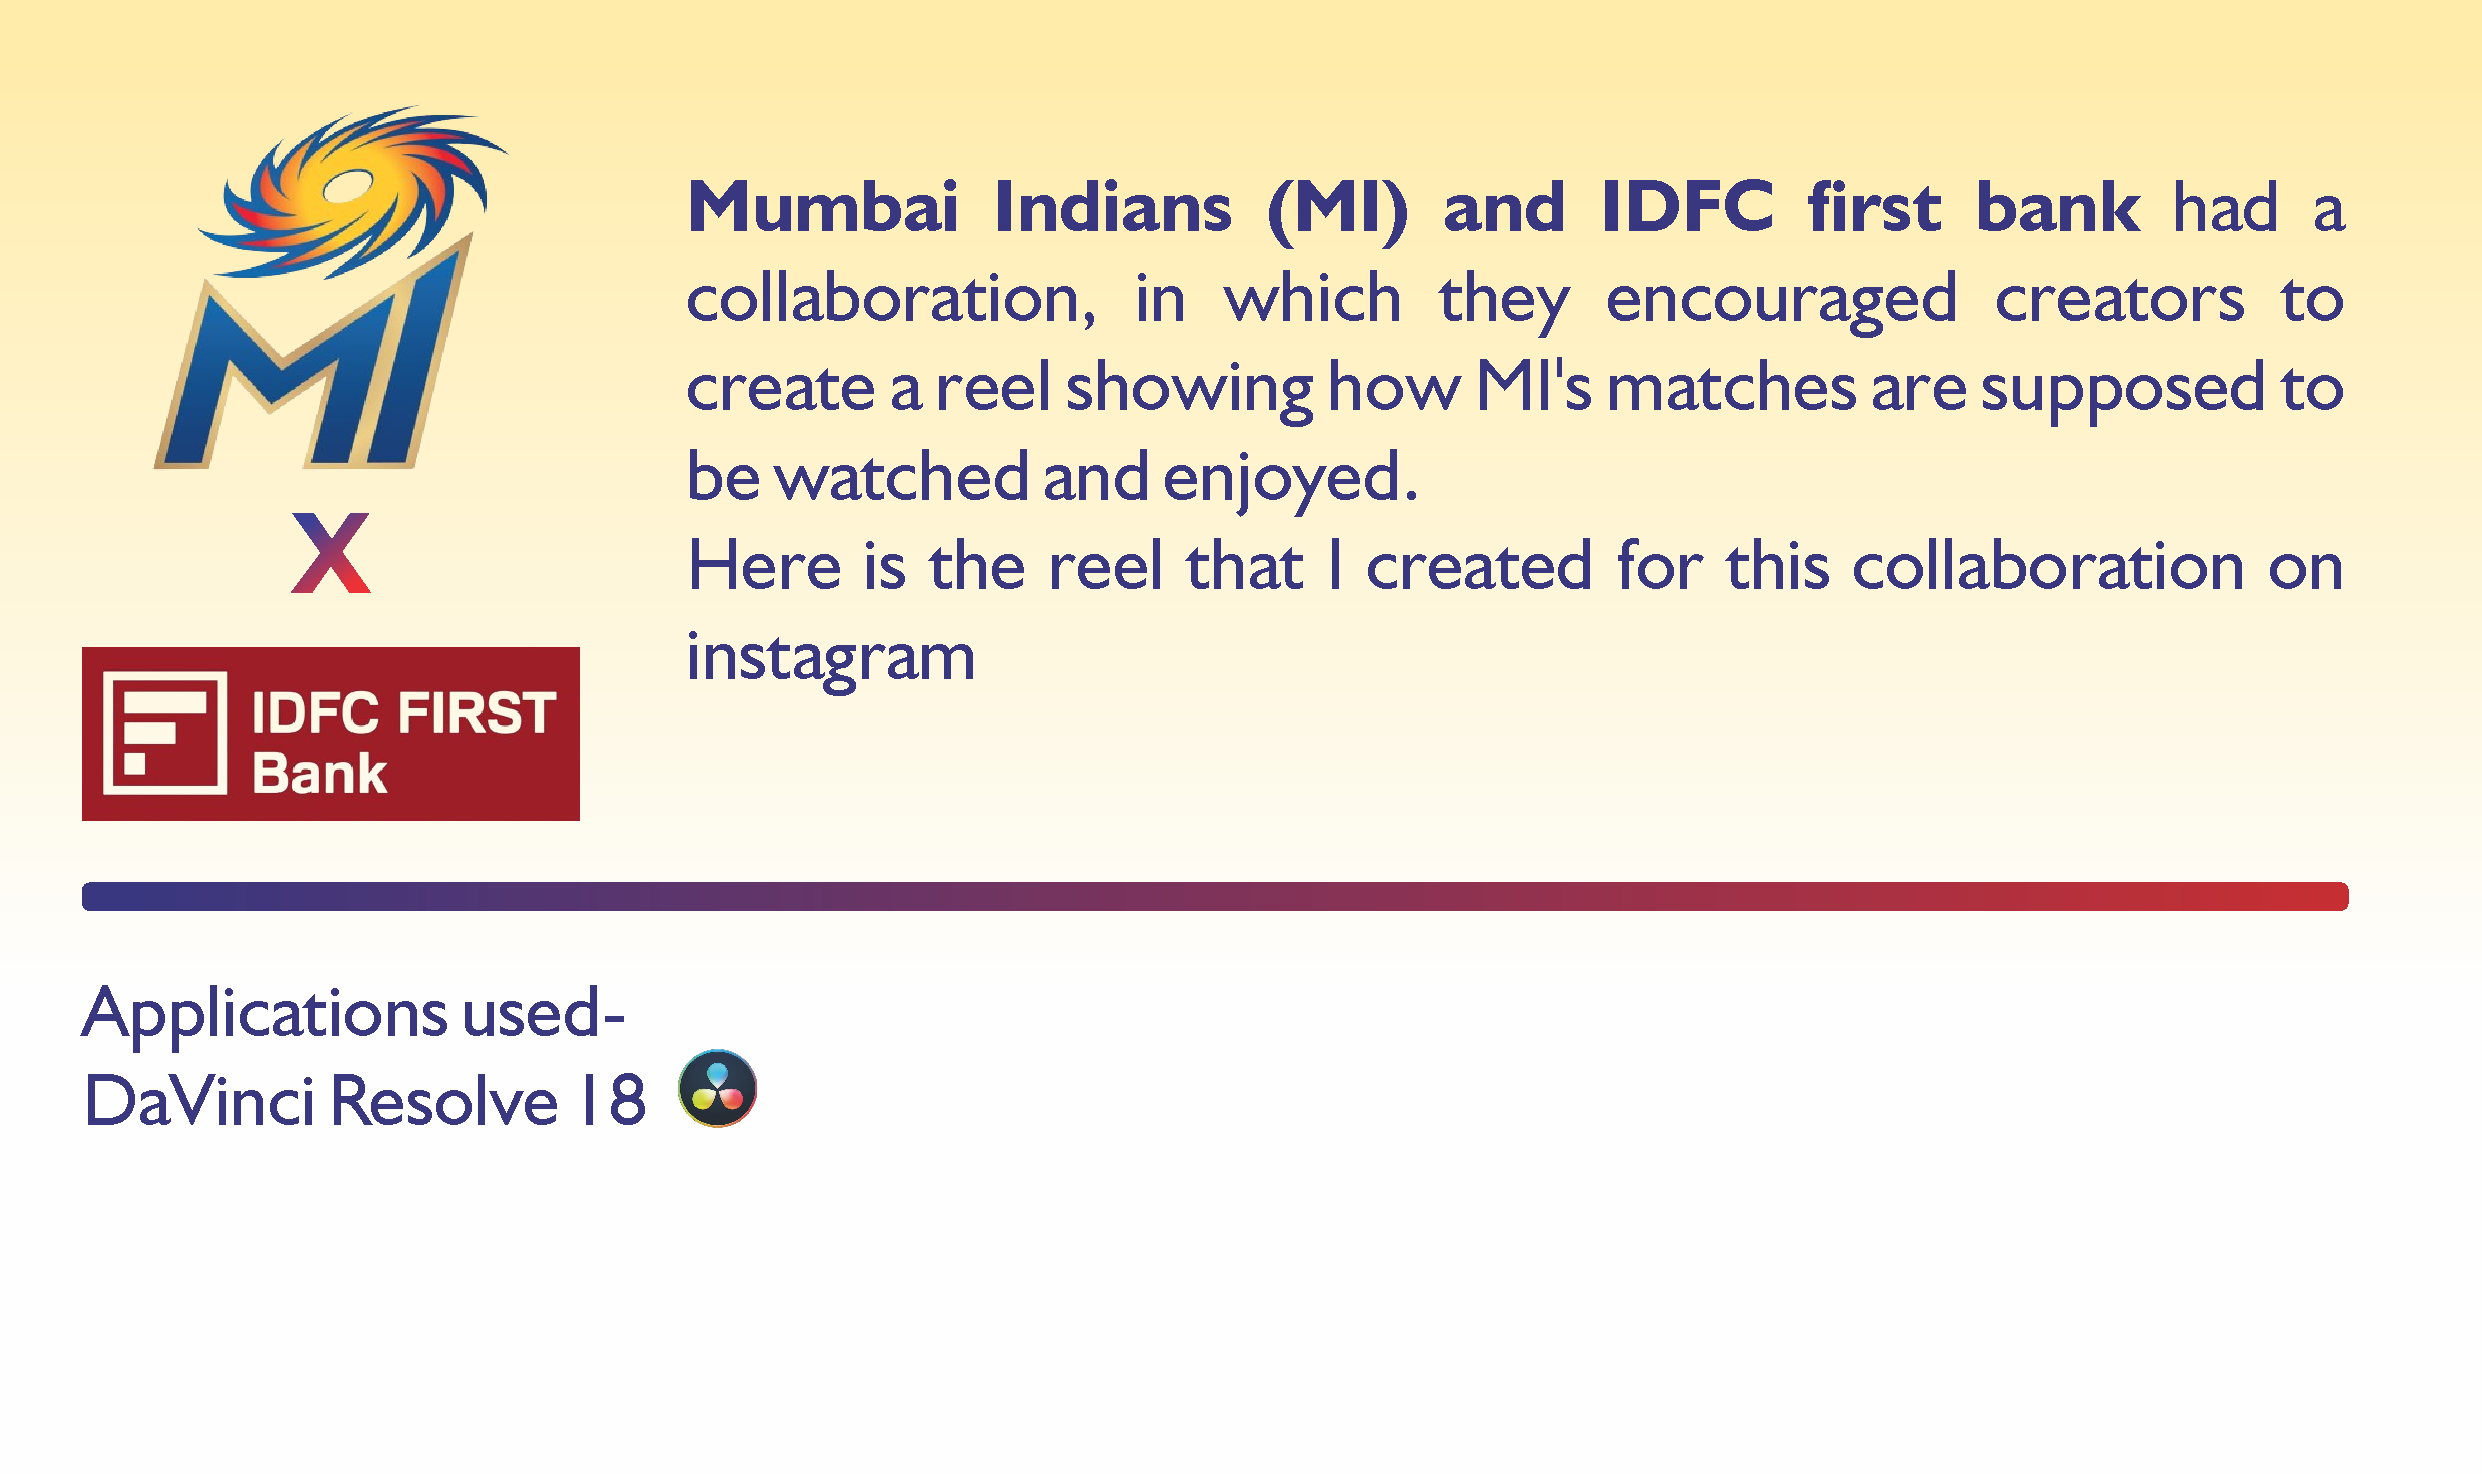 MI
X
IDFC FIRST
Bank
Mumbai Indians (MI) and IDFC first bank had a
collaboration, in which they encouraged creators to
create a reel showing how MI's matches are supposed to
be watched and enjoyed.
Here is the reel that I created for this collaboration on
instagram
Applications used-
DaVinci Resolve 18